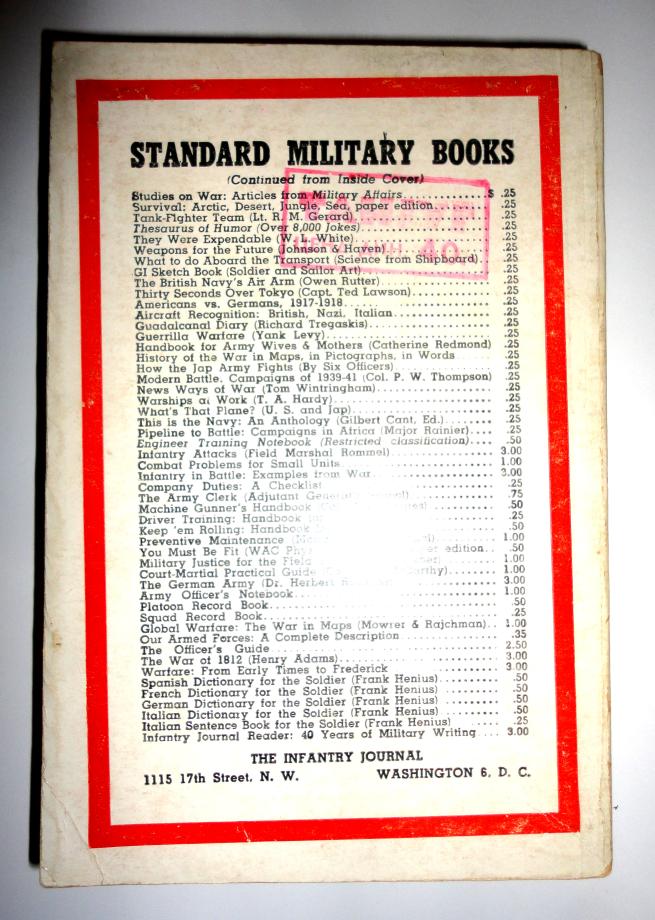 STANDARD MILITARY BOOKS
(Continued from Inside Cover)
Studies on War: Articles from Military Affairs..............$ .25
Survival: Arctic, Desert, Jungle, Sea, paper edition........ .25
Tank-Fighter Team (Lt. R. M. Gerard)........ .25
Thesaurus of Humor (Over 8,000 Jokes)........ .25
They Were Expendable (W. L. White)........ .25
Weapons for the Future (Johnson & Haven)........ .25
What to do Aboard the Transport (Science from Shipboard).. .25
GI Sketch Book (Soldier and Sailor Art)........ .25
The British Navy's Air Arm (Owen Rutter)........ .25
Thirty Seconds Over Tokyo (Capt. Ted Lawson)........ .25
Americans vs. Germans, 1917-1918........ .25
Aircraft Recognition: British, Nazi, Italian........ .25
Guadalcanal Diary (Richard Tregaskis)........ .25
Guerrilla Warfare (Yank Levy)........ .25
Handbook for Army Wives & Mothers (Catherine Redmond) .25
History of the War in Maps, in Pictographs, in Words ...... .25
How the Jap Army Fights (By Six Officers)........ .25
Modern Battle. Campaigns of 1939-41 (Col. P. W. Thompson) .25
News Ways of War (Tom Wintringham)........ .25
Warships at Work (T. A. Hardy)........ .25
What's That Plane? (U. S. and Jap)........ .25
This is the Navy: An Anthology (Gilbert Cant, Ed.)........ .25
Pipeline to Battle: Campaigns in Africa (Major Rainier)..... .25
Engineer Training Notebook (Restricted classification).... .50
Infantry Attacks (Field Marshal Rommel)........ 3.00
Combat Problems for Small Units........ 1.00
Infantry in Battle: Examples from War........ 3.00
Company Duties: A Checklist ........ .25
The Army Clerk (Adjutant General ........ .75
Machine Gunner's Handbook ........ .50
Driver Training: Handbook ........ .25
Keep 'em Rolling: Handbook ........ .50
Preventive Maintenance ........ 1.00
You Must Be Fit (WAC edition.. .50
Military Justice for the Field ........ 1.00
Court-Martial Practical Guide ........ 1.00
The German Army (Dr. Herbert ........ 3.00
Army Officer's Notebook........ 1.00
Platoon Record Book........ .50
Squad Record Book........ .25
Global Warfare: The War in Maps (Mowrer & Rajchman).. 1.00
Our Armed Forces: A Complete Description ........ .35
The Officer's Guide ........ 2.50
The War of 1812 (Henry Adams)........ 3.00
Warfare: From Early Times to Frederick ........ 3.00
Spanish Dictionary for the Soldier (Frank Henius) ........ .50
French Dictionary for the Soldier (Frank Henius) ........ .50
German Dictionary for the Soldier (Frank Henius) ........ .50
Italian Dictionary for the Soldier (Frank Henius) ........ .50
Italian Sentence Book for the Soldier (Frank Henius) ..... .25
Infantry Journal Reader: 40 Years of Military Writing .... 3.00
THE INFANTRY JOURNAL
1115 17th Street, N. W. WASHINGTON 6, D. C.